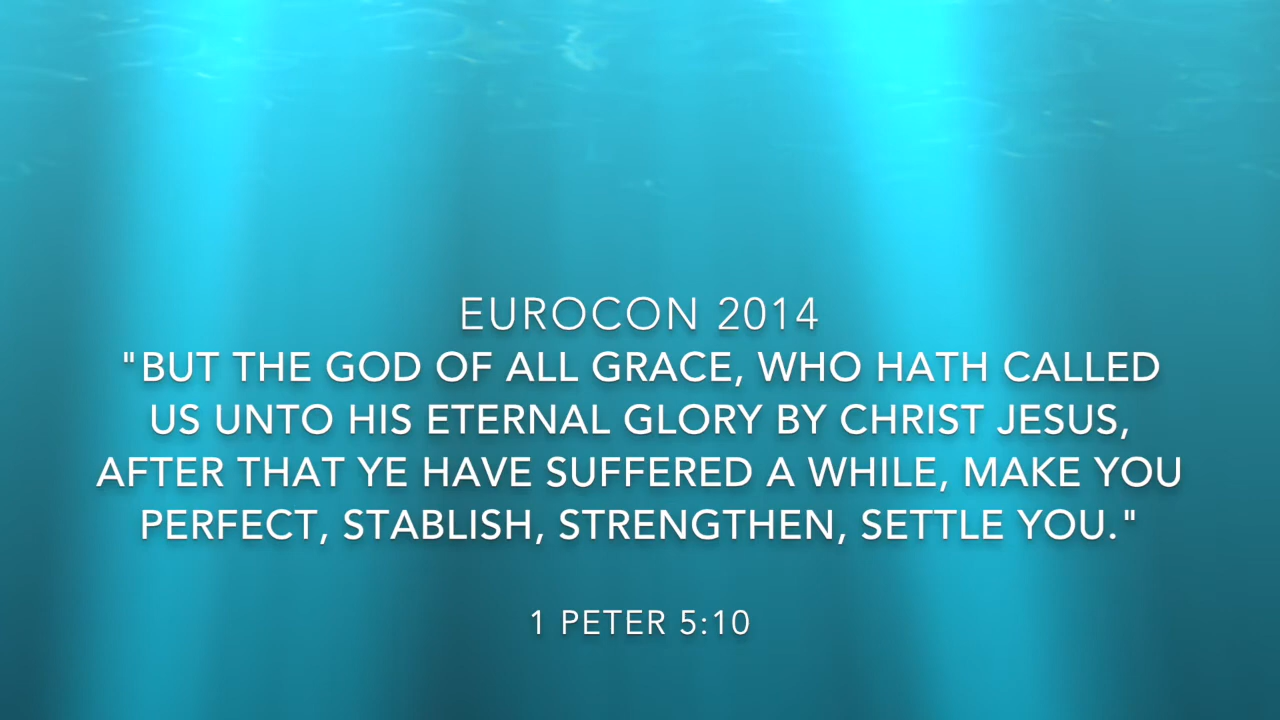 EUROCON 2014
"BUT THE GOD OF ALL GRACE, WHO HATH CALLED
US UNTO HIS ETERNAL GLORY BY CHRIST JESUS,
AFTER THAT YE HAVE SUFFERED A WHILE, MAKE YOU
PERFECT, STABLISH, STRENGTHEN, SETTLE YOU."
1 PETER 5:10